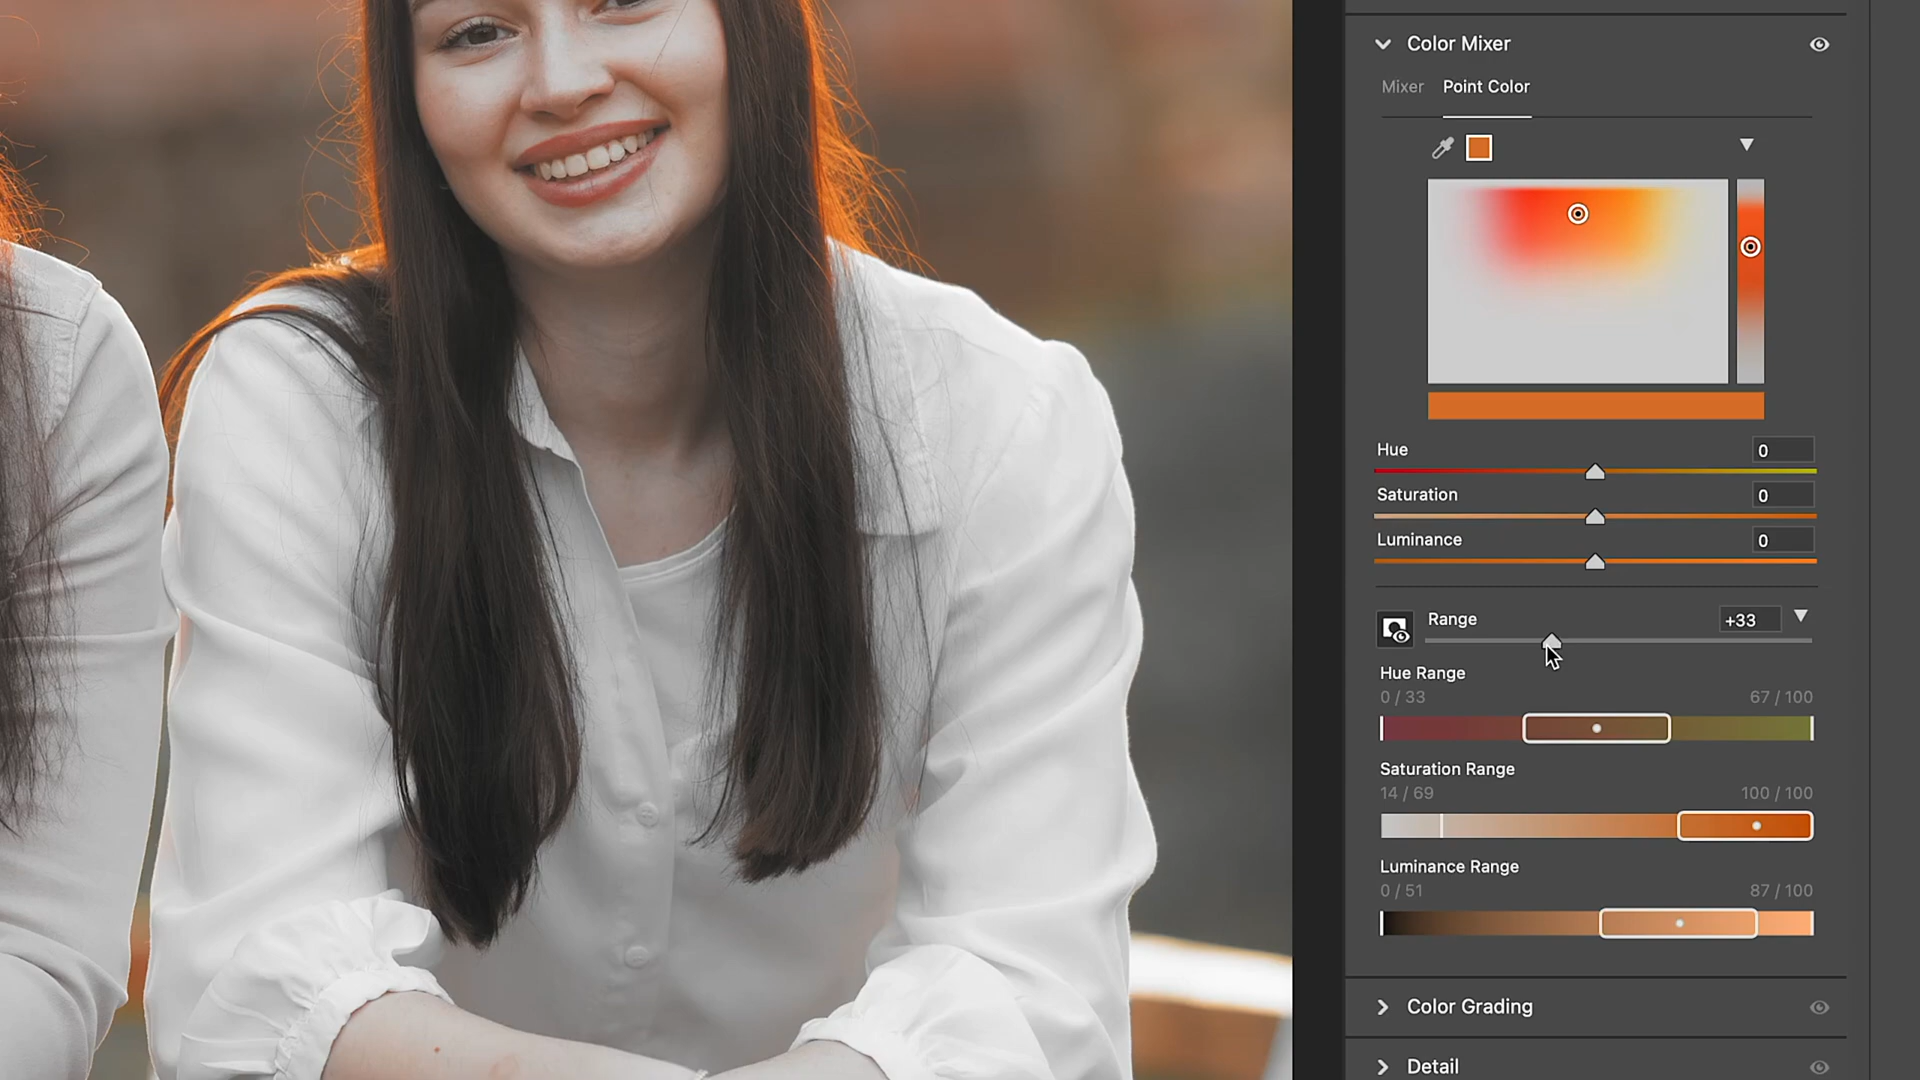 Color Mixer
Mixer Point Color
Hue 0
Saturation 0
Luminance 0
Range +33
Hue Range
0 / 33 67 / 100
Saturation Range
14 / 69 100 / 100
Luminance Range
0 / 51 87 / 100
Color Grading
Detail